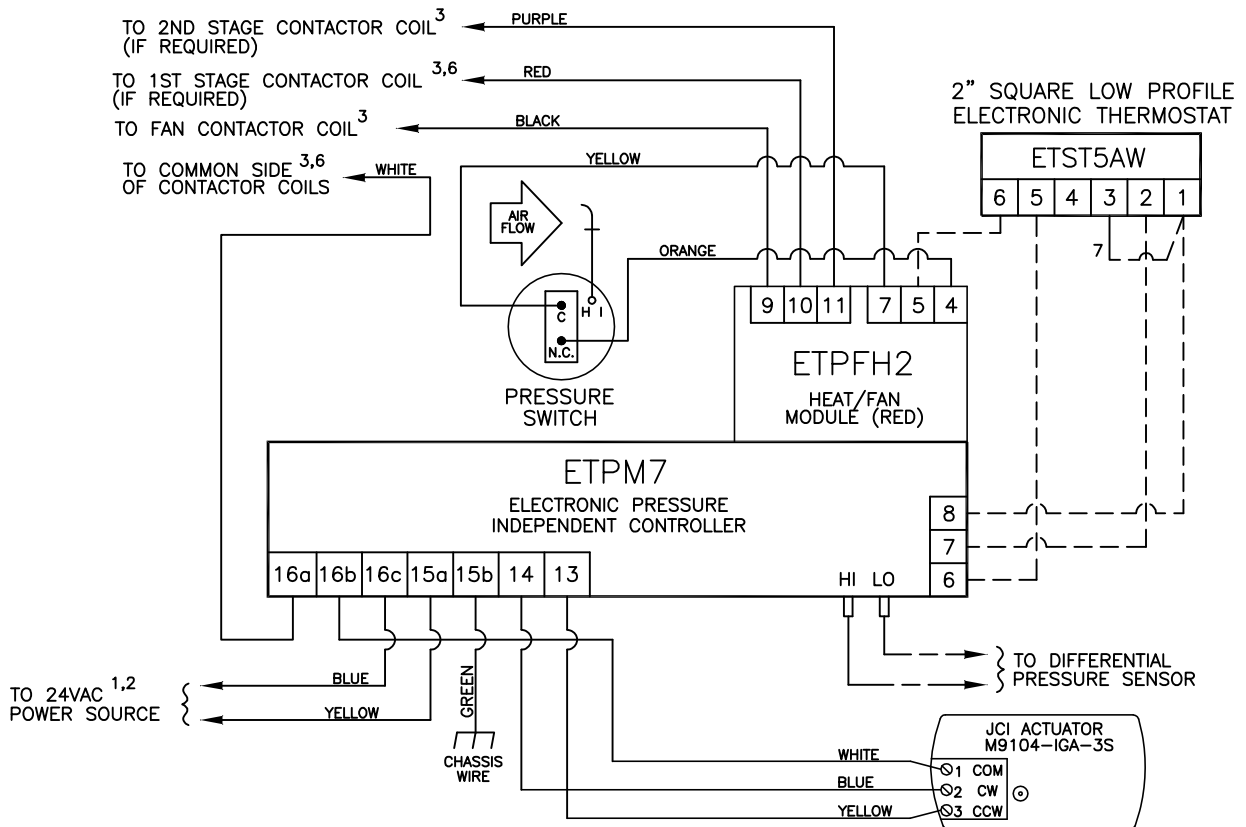 TO 2ND STAGE CONTACTOR COIL 3
(IF REQUIRED)
PURPLE
TO 1ST STAGE CONTACTOR COIL 3,6
(IF REQUIRED)
RED
TO FAN CONTACTOR COIL 3
BLACK
TO COMMON SIDE 3,6
OF CONTACTOR COILS
WHITE
YELLOW
2" SQUARE LOW PROFILE
ELECTRONIC THERMOSTAT
ETST5AW
6 5 4 3 2 1
7
AIR
FLOW
ORANGE
C
H I
N.C.
PRESSURE
SWITCH
9 10 11 7 5 4
ETPFH2
HEAT/FAN
MODULE (RED)
ETPM7
ELECTRONIC PRESSURE
INDEPENDENT CONTROLLER
8
7
6
16a 16b 16c 15a 15b 14 13
HI LO
TO DIFFERENTIAL
PRESSURE SENSOR
TO 24VAC 1,2
POWER SOURCE
BLUE
YELLOW
GREEN
CHASSIS
WIRE
JCI ACTUATOR
M9104-IGA-3S
WHITE
1 COM
BLUE
2 CW
YELLOW
3 CCW